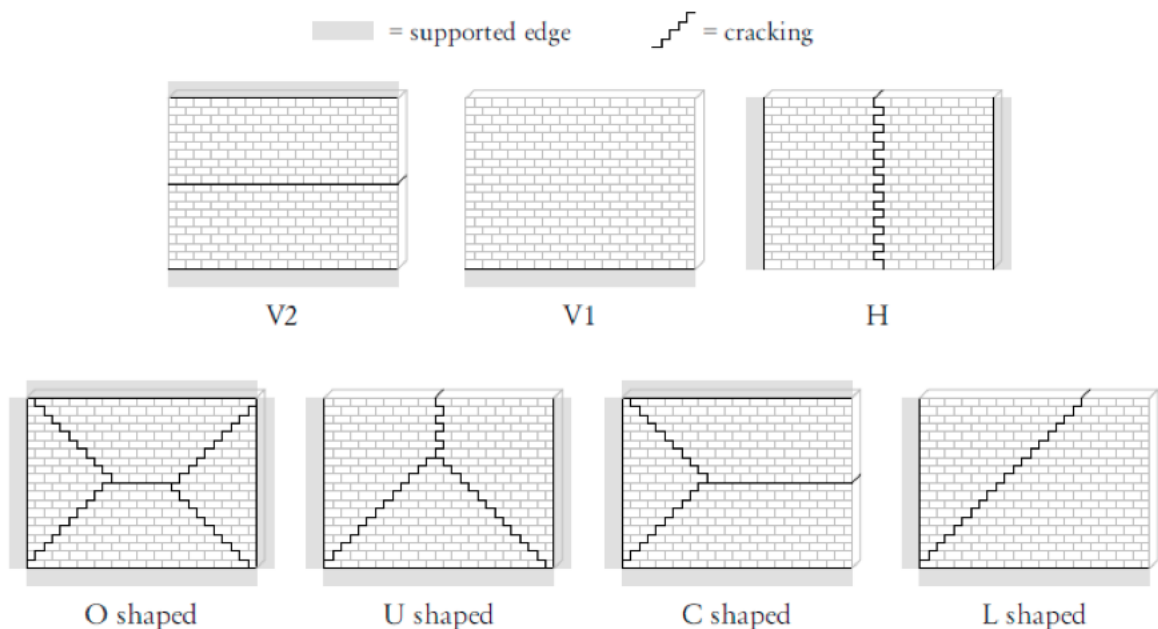 = supported edge = cracking
V2 V1 H
O shaped U shaped C shaped L shaped